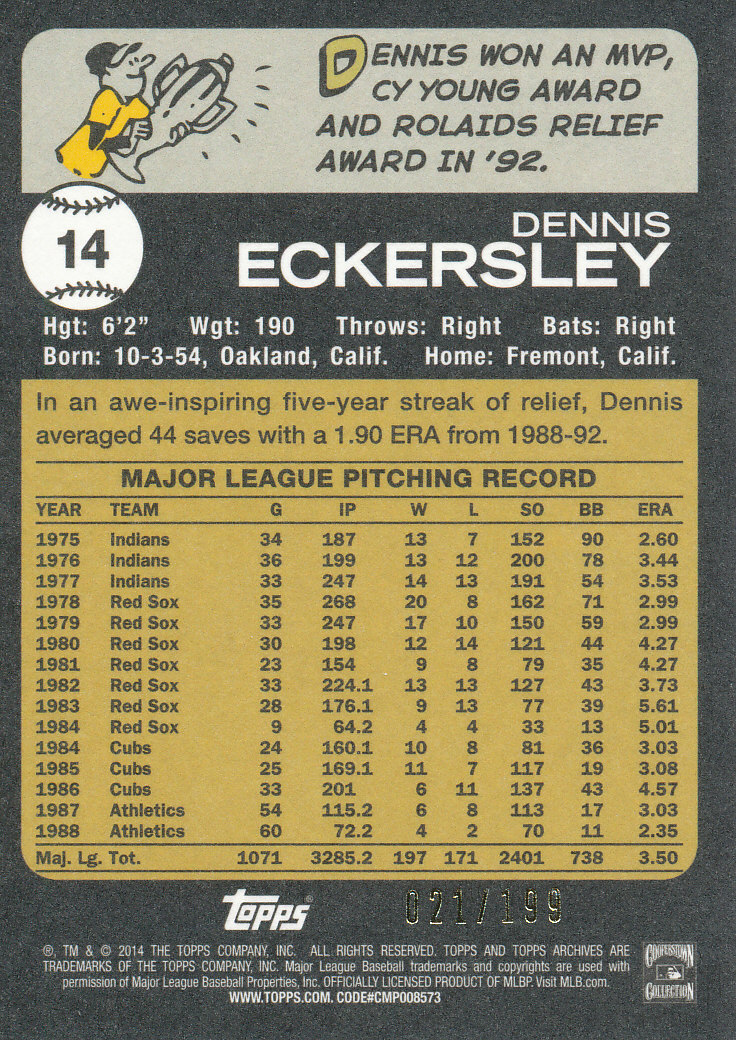 DENNIS WON AN MVP,
CY YOUNG AWARD
AND ROLAIDS RELIEF
AWARD IN '92.
14
DENNIS
ECKERSLEY
Hgt: 6'2" Wgt: 190 Throws: Right Bats: Right
Born: 10-3-54, Oakland, Calif. Home: Fremont, Calif.
In an awe-inspiring five-year streak of relief, Dennis
averaged 44 saves with a 1.90 ERA from 1988-92.
MAJOR LEAGUE PITCHING RECORD
YEAR TEAM G IP W L SO BB ERA
1975 Indians 34 187 13 7 152 90 2.60
1976 Indians 36 199 13 12 200 78 3.44
1977 Indians 33 247 14 13 191 54 3.53
1978 Red Sox 35 268 20 8 162 71 2.99
1979 Red Sox 33 247 17 10 150 59 2.99
1980 Red Sox 30 198 12 14 121 44 4.27
1981 Red Sox 23 154 9 8 79 35 4.27
1982 Red Sox 33 224.1 13 13 127 43 3.73
1983 Red Sox 28 176.1 9 13 77 39 5.61
1984 Red Sox 9 64.2 4 4 33 13 5.01
1984 Cubs 24 160.1 10 8 81 36 3.03
1985 Cubs 25 169.1 11 7 117 19 3.08
1986 Cubs 33 201 6 11 137 43 4.57
1987 Athletics 54 115.2 6 8 113 17 3.03
1988 Athletics 60 72.2 4 2 70 11 2.35
Maj. Lg. Tot. 1071 3285.2 197 171 2401 738 3.50
Topps® 021/199
®, TM & © 2014 THE TOPPS COMPANY, INC. ALL RIGHTS RESERVED. TOPPS AND TOPPS ARCHIVES ARE
TRADEMARKS OF THE TOPPS COMPANY, INC. Major League Baseball trademarks and copyrights are used with
permission of Major League Baseball Properties, Inc. OFFICIALLY LICENSED PRODUCT OF MLBP. Visit MLB.com.
WWW.TOPPS.COM. CODE#CMP008573
COOPERSTOWN
COLLECTION